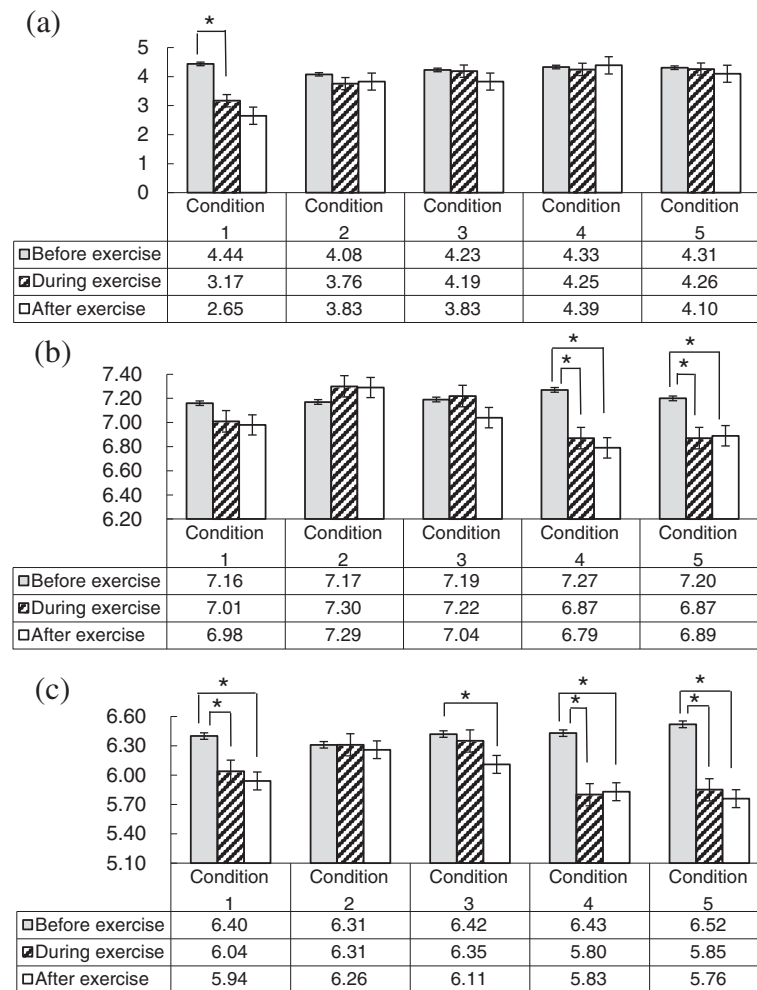 (a)
*
5
4
3
2
1
0
Condition 1 Condition 2 Condition 3 Condition 4 Condition 5
Before exercise 4.44 4.08 4.23 4.33 4.31
During exercise 3.17 3.76 4.19 4.25 4.26
After exercise 2.65 3.83 3.83 4.39 4.10
(b)
* *
* *
7.40
7.20
7.00
6.80
6.60
6.40
6.20
Condition 1 Condition 2 Condition 3 Condition 4 Condition 5
Before exercise 7.16 7.17 7.19 7.27 7.20
During exercise 7.01 7.30 7.22 6.87 6.87
After exercise 6.98 7.29 7.04 6.79 6.89
(c)
* * * *
* * *
6.60
6.30
6.00
5.70
5.40
5.10
Condition 1 Condition 2 Condition 3 Condition 4 Condition 5
Before exercise 6.40 6.31 6.42 6.43 6.52
During exercise 6.04 6.31 6.35 5.80 5.85
After exercise 5.94 6.26 6.11 5.83 5.76